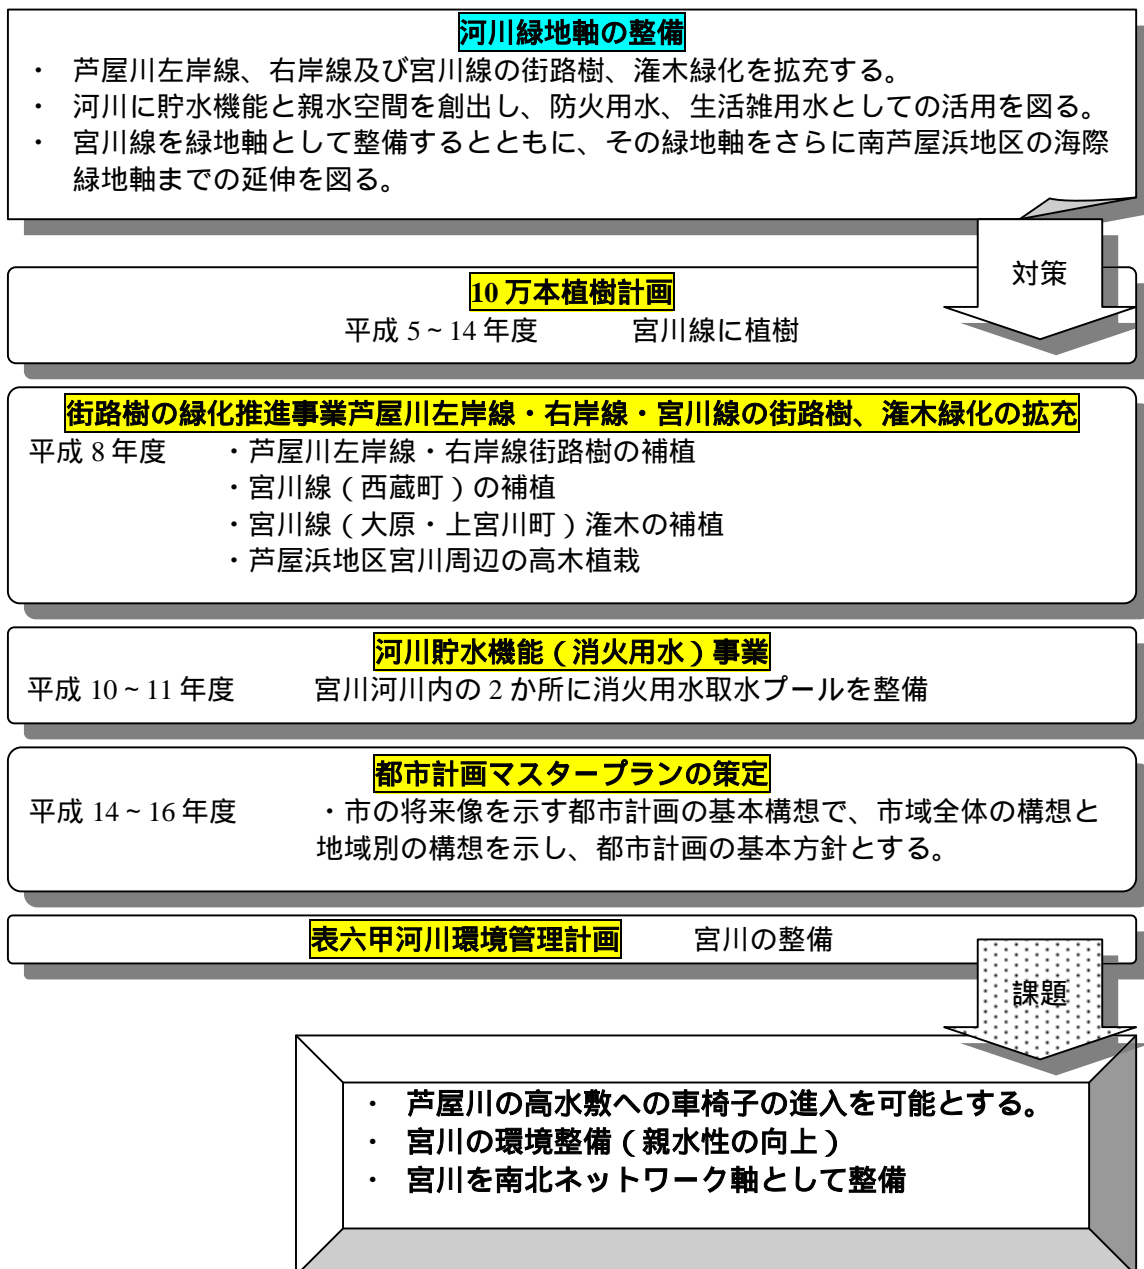 河川緑地軸の整備
・ 芦屋川左岸線、右岸線及び宮川線の街路樹、潅木緑化を拡充する。
・ 河川に貯水機能と親水空間を創出し、防火用水、生活雑用水としての活用を図る。
・ 宮川線を緑地軸として整備するとともに、その緑地軸をさらに南芦屋浜地区の海際
緑地軸までの延伸を図る。
対策
10 万本植樹計画
平成 5~14 年度 宮川線に植樹
街路樹の緑化推進事業芦屋川左岸線・右岸線・宮川線の街路樹、潅木緑化の拡充
平成 8 年度 ・芦屋川左岸線・右岸線街路樹の補植
・宮川線(西蔵町)の補植
・宮川線(大原・上宮川町)潅木の補植
・芦屋浜地区宮川周辺の高木植栽
河川貯水機能(消火用水)事業
平成 10~11 年度 宮川河川内の 2 か所に消火用水取水プールを整備
都市計画マスタープランの策定
平成 14~16 年度 ・市の将来像を示す都市計画の基本構想で、市域全体の構想と
地域別の構想を示し、都市計画の基本方針とする。
表六甲河川環境管理計画 宮川の整備
課題
・ 芦屋川の高水敷への車椅子の進入を可能とする。
・ 宮川の環境整備(親水性の向上)
・ 宮川を南北ネットワーク軸として整備